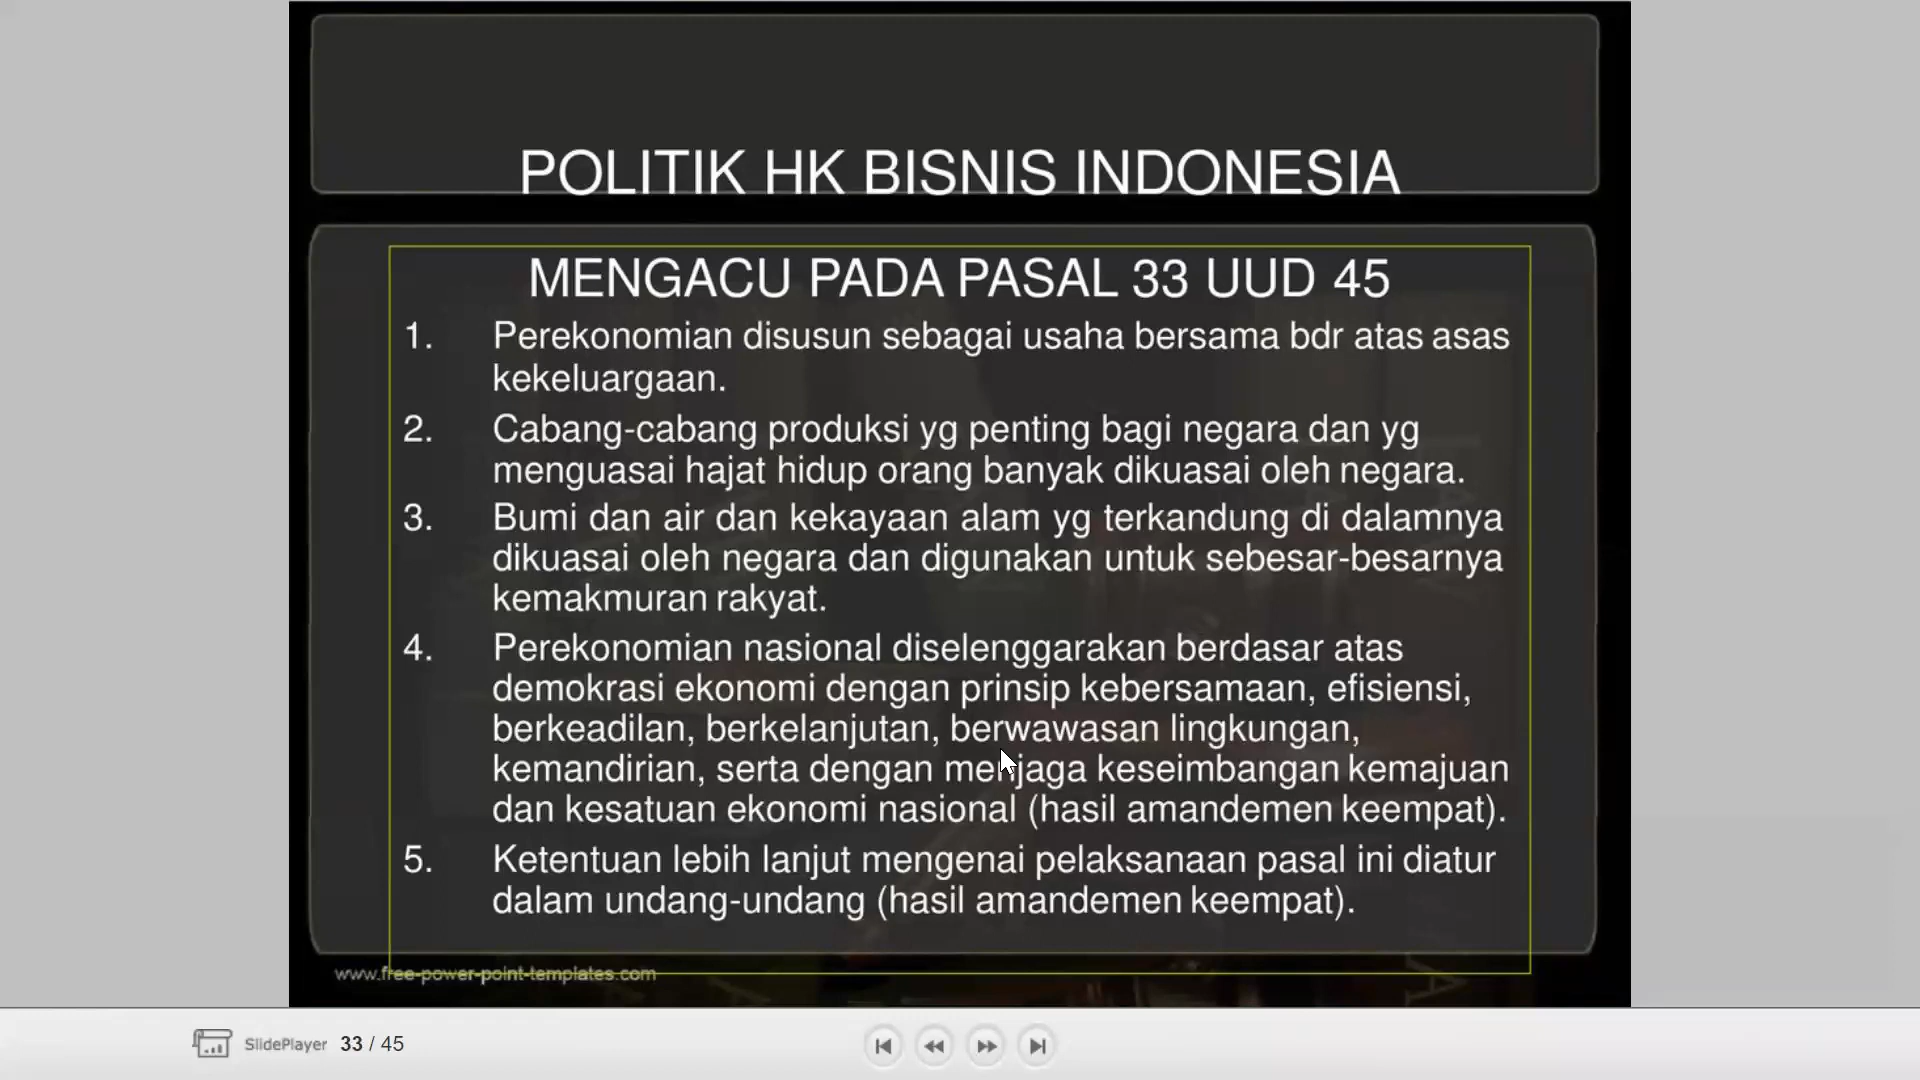 POLITIK HK BISNIS INDONESIA
MENGACU PADA PASAL 33 UUD 45
1. Perekonomian disusun sebagai usaha bersama bdr atas asas
kekeluargaan.
2. Cabang-cabang produksi yg penting bagi negara dan yg
menguasai hajat hidup orang banyak dikuasai oleh negara.
3. Bumi dan air dan kekayaan alam yg terkandung di dalamnya
dikuasai oleh negara dan digunakan untuk sebesar-besarnya
kemakmuran rakyat.
4. Perekonomian nasional diselenggarakan berdasar atas
demokrasi ekonomi dengan prinsip kebersamaan, efisiensi,
berkeadilan, berkelanjutan, berwawasan lingkungan,
kemandirian, serta dengan menjaga keseimbangan kemajuan
dan kesatuan ekonomi nasional (hasil amandemen keempat).
5. Ketentuan lebih lanjut mengenai pelaksanaan pasal ini diatur
dalam undang-undang (hasil amandemen keempat).
www.free-power-point-templates.com
SlidePlayer 33 / 45